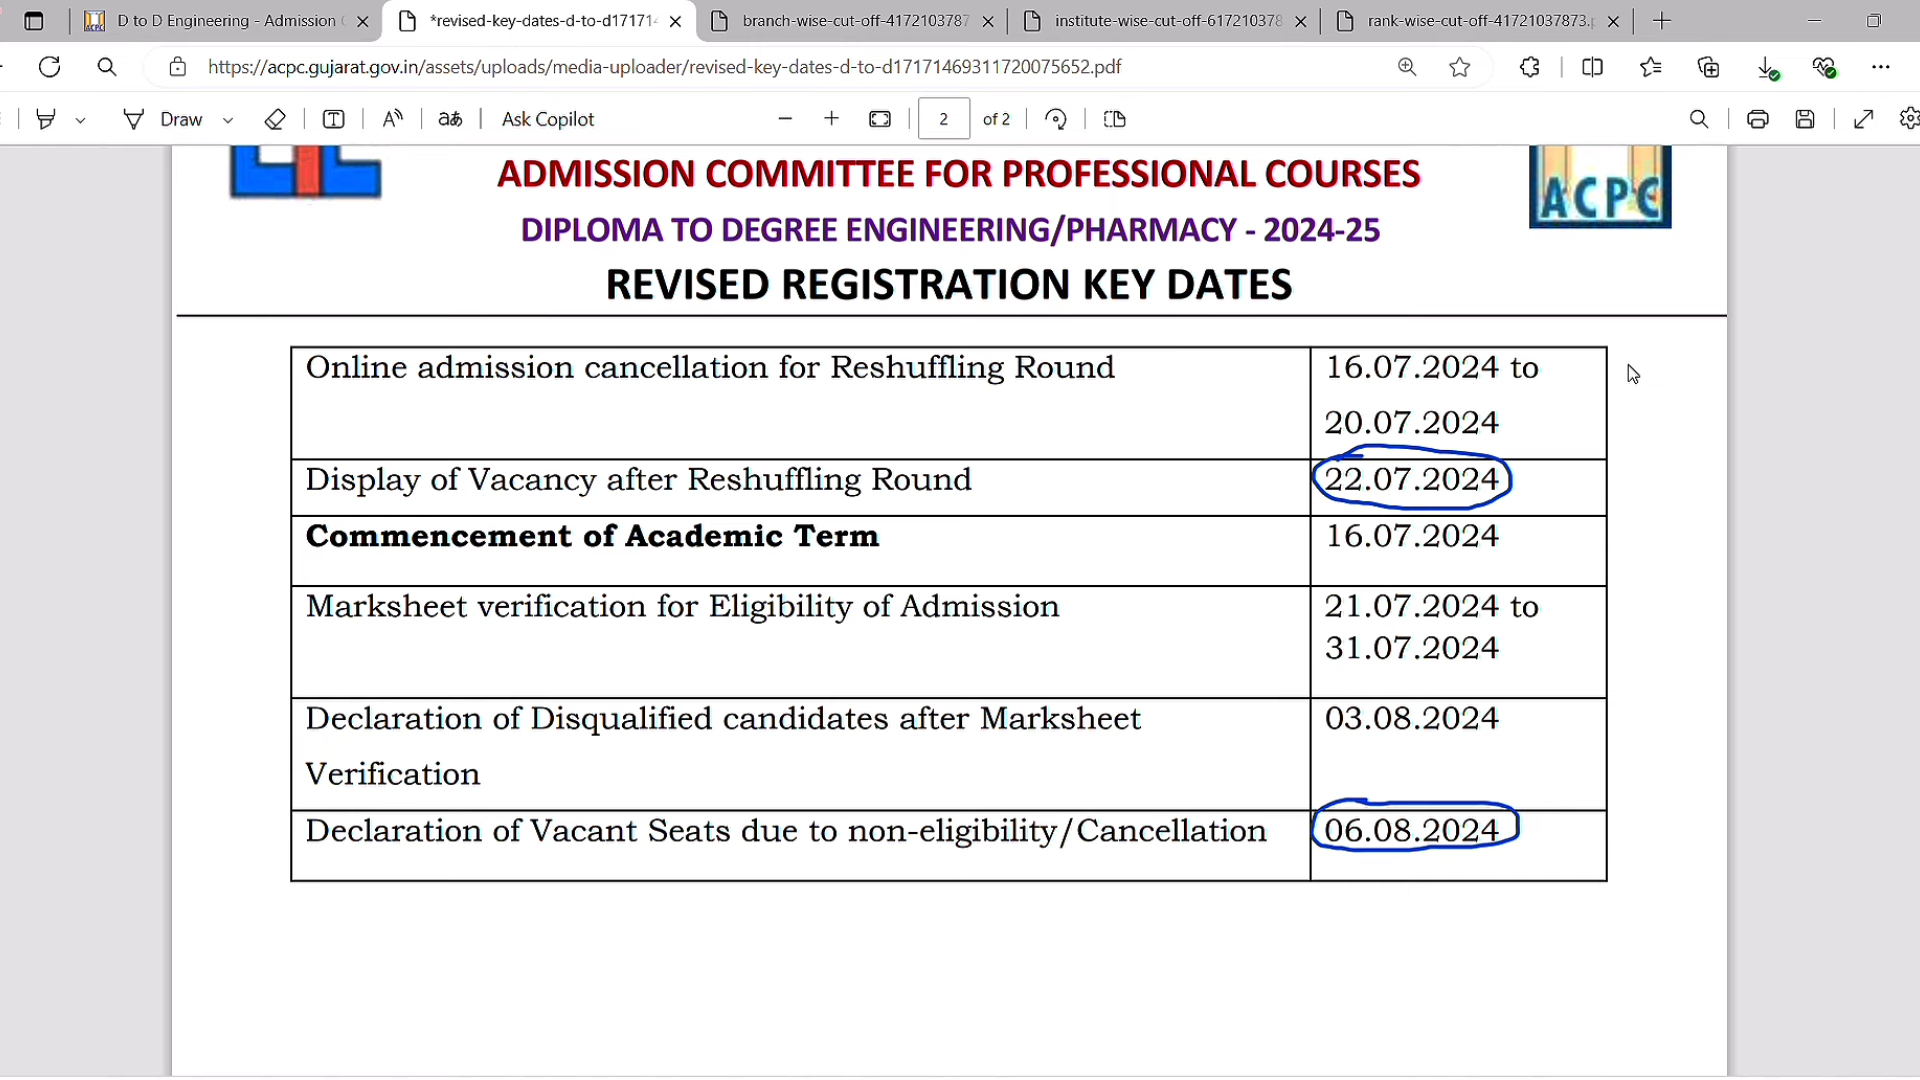 D to D Engineering - Admission
*revised-key-dates-d-to-d17171
branch-wise-cut-off-4172103787
institute-wise-cut-off-617210378
rank-wise-cut-off-41721037873.p
https://acpc.gujarat.gov.in/assets/uploads/media-uploader/revised-key-dates-d-to-d17171469311720075652.pdf
Draw
Ask Copilot
2 of 2
ADMISSION COMMITTEE FOR PROFESSIONAL COURSES
ACPC
DIPLOMA TO DEGREE ENGINEERING/PHARMACY - 2024-25
REVISED REGISTRATION KEY DATES
Online admission cancellation for Reshuffling Round
16.07.2024 to
20.07.2024
Display of Vacancy after Reshuffling Round
22.07.2024
Commencement of Academic Term
16.07.2024
Marksheet verification for Eligibility of Admission
21.07.2024 to
31.07.2024
Declaration of Disqualified candidates after Marksheet
Verification
03.08.2024
Declaration of Vacant Seats due to non-eligibility/Cancellation
06.08.2024